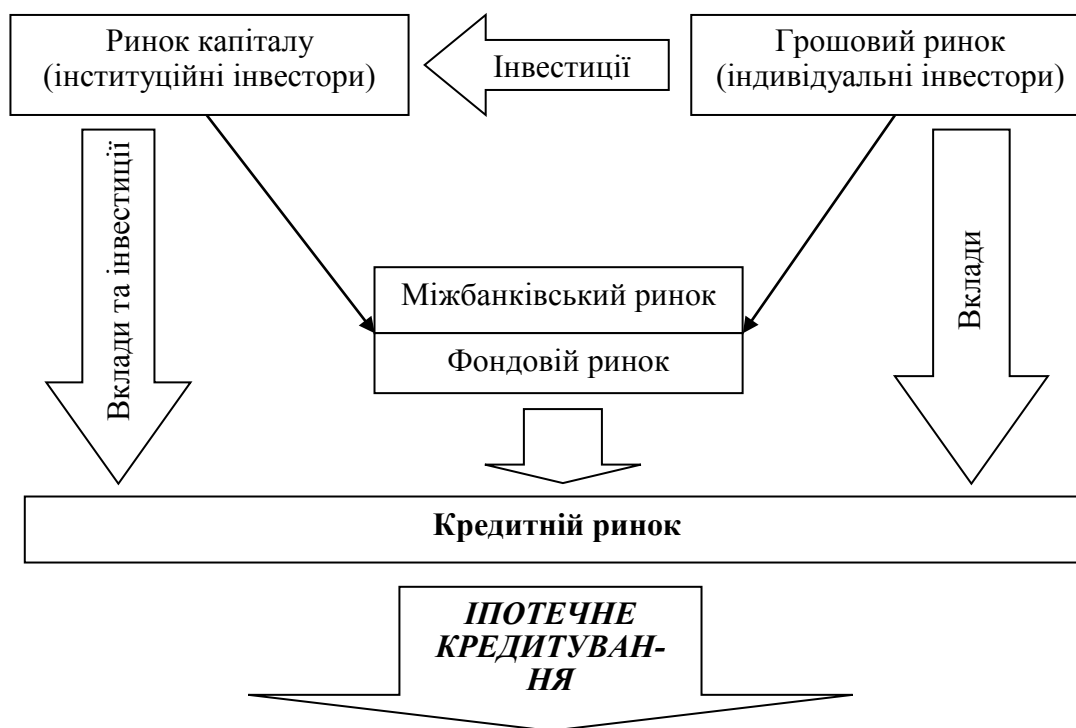 Ринок капіталу
(інституційні інвестори)
Інвестиції
Грошовий ринок
(індивідуальні інвестори)
Вклади та інвестиції
Міжбанківський ринок
Фондовій ринок
Вклади
Кредитній ринок
ІПОТЕЧНЕ
КРЕДИТУВАН-
НЯ